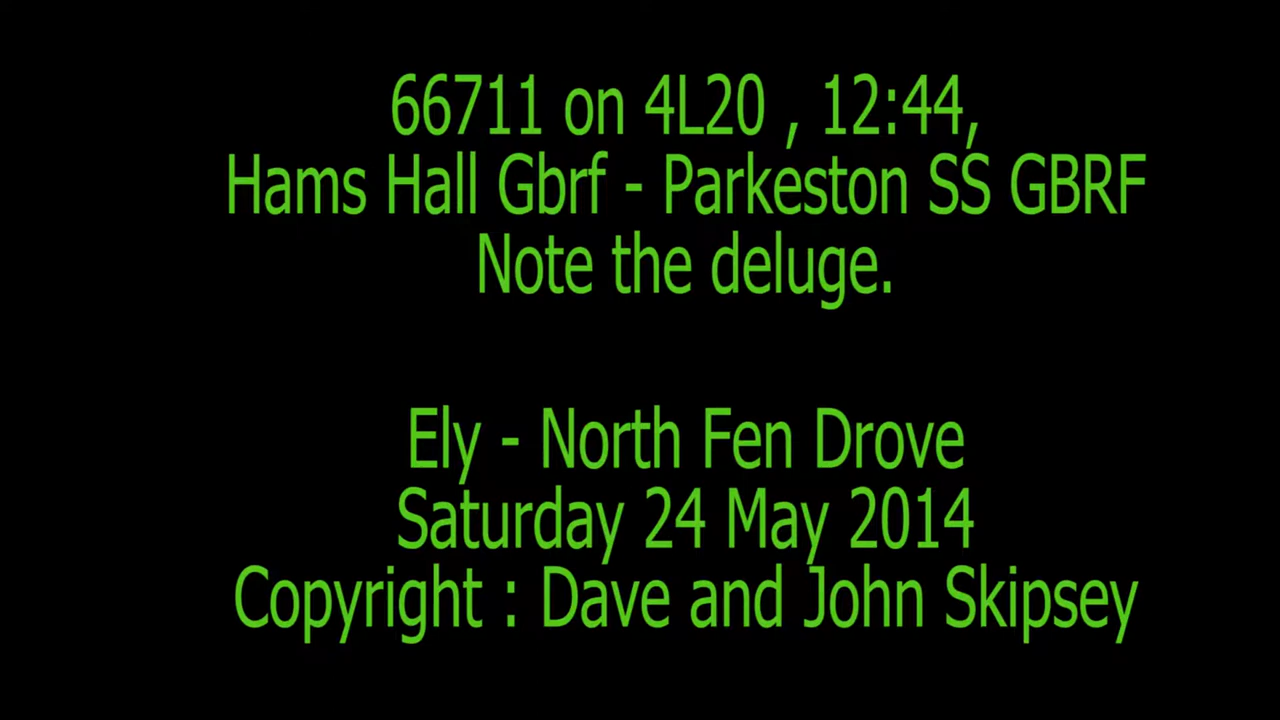 66711 on 4L20 , 12:44,
Hams Hall Gbrf - Parkeston SS GBRF
Note the deluge.
Ely - North Fen Drove
Saturday 24 May 2014
Copyright : Dave and John Skipsey